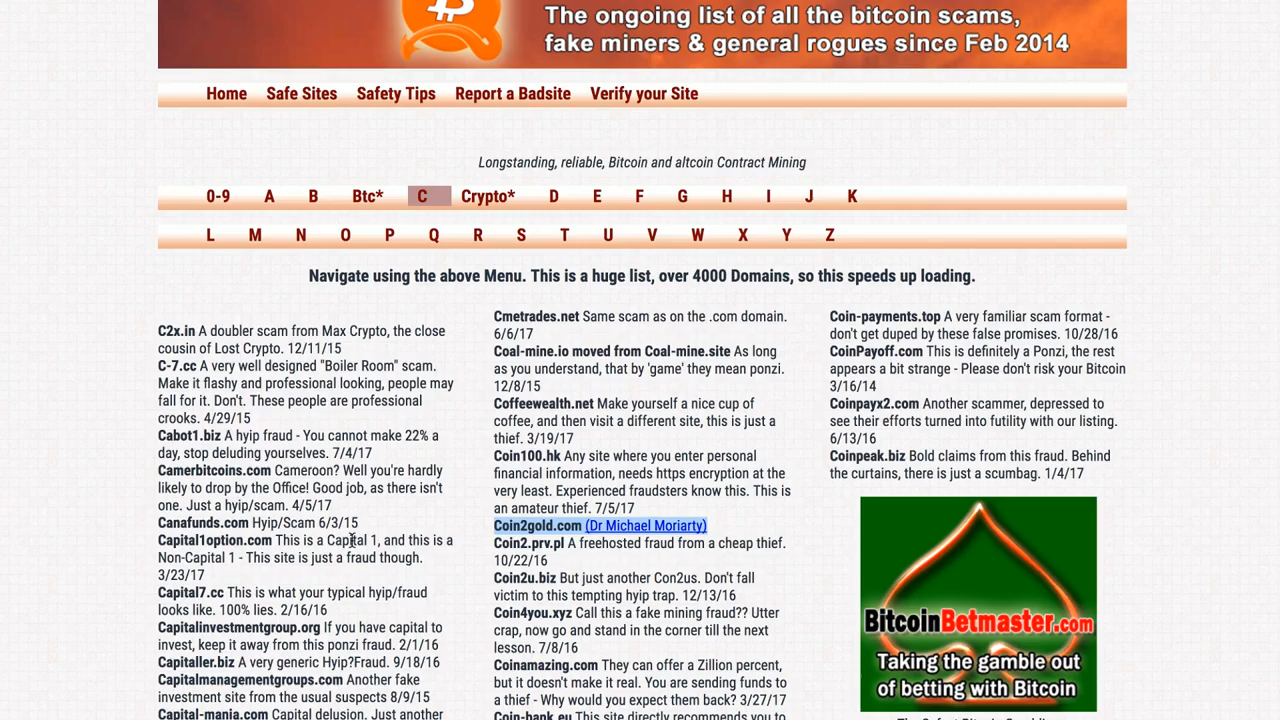 The ongoing list of all the bitcoin scams,
fake miners & general rogues since Feb 2014
Home Safe Sites Safety Tips Report a Badsite Verify your Site
Longstanding, reliable, Bitcoin and altcoin Contract Mining
0-9 A B Btc* C Crypto* D E F G H I J K
L M N O P Q R S T U V W X Y Z
Navigate using the above Menu. This is a huge list, over 4000 Domains, so this speeds up loading.
C2x.in A doubler scam from Max Crypto, the close
cousin of Lost Crypto. 12/11/15
C-7.cc A very well designed "Boiler Room" scam.
Make it flashy and professional looking, people may
fall for it. Don't. These people are professional
crooks. 4/29/15
Cabot1.biz A hyip fraud - You cannot make 22% a
day, stop deluding yourselves. 7/4/17
Camerbitcoins.com Cameroon? Well you're hardly
likely to drop by the Office! Good job, as there isn't
one. Just a hyip/scam. 4/5/17
Canafunds.com Hyip/Scam 6/3/15
Capital1option.com This is a Capital 1, and this is a
Non-Capital 1 - This site is just a fraud though.
3/23/17
Capital7.cc This is what your typical hyip/fraud
looks like. 100% lies. 2/16/16
Capitalinvestmentgroup.org If you have capital to
invest, keep it away from this ponzi fraud. 2/1/16
Capitaller.biz A very generic Hyip?Fraud. 9/18/16
Capitalmanagementgroups.com Another
fake investment site from the usual suspects 8/9/15
Capital-mania.com Capital delusion. Just another
Cmetrades.net Same scam as on the .com domain.
6/6/17
Coal-mine.io moved from Coal-mine.site As long
as you understand, that by 'game' they mean ponzi.
12/8/15
Coffeewealth.net Make yourself a nice cup of
coffee, and then visit a different site, this is just a
thief. 3/19/17
Coin100.hk Any site where you enter personal
financial information, needs https encryption at the
very least. Experienced fraudsters know this. This is
an amateur thief. 7/5/17
Coin2gold.com (Dr Michael Moriarty)
Coin2.prv.pl A freehosted fraud from a cheap thief.
10/22/16
Coin2u.biz But just another Con2us. Don't fall
victim to this tempting hyip trap. 12/13/16
Coin4you.xyz Call this a fake mining fraud?? Utter
crap, now go and stand in the corner till the next
lesson. 7/8/16
Coinamazing.com They can offer a Zillion percent,
but it doesn't make it real. You are sending funds to
a thief - Why would you expect them back? 3/27/17
Coin-bank.eu This site directly recommends you to
Coin-payments.top A very familiar scam format -
don't get duped by these false promises. 10/28/16
CoinPayoff.com This is definitely a Ponzi, the rest
appears a bit strange - Please don't risk your Bitcoin
3/16/14
Coinpayx2.com Another scammer, depressed to
see their efforts turned into futility with our listing.
6/13/16
Coinpeak.biz Bold claims from this fraud. Behind
the curtains, there is just a scumbag. 1/4/17
BitcoinBetmaster.com
Taking the gamble out
of betting with Bitcoin